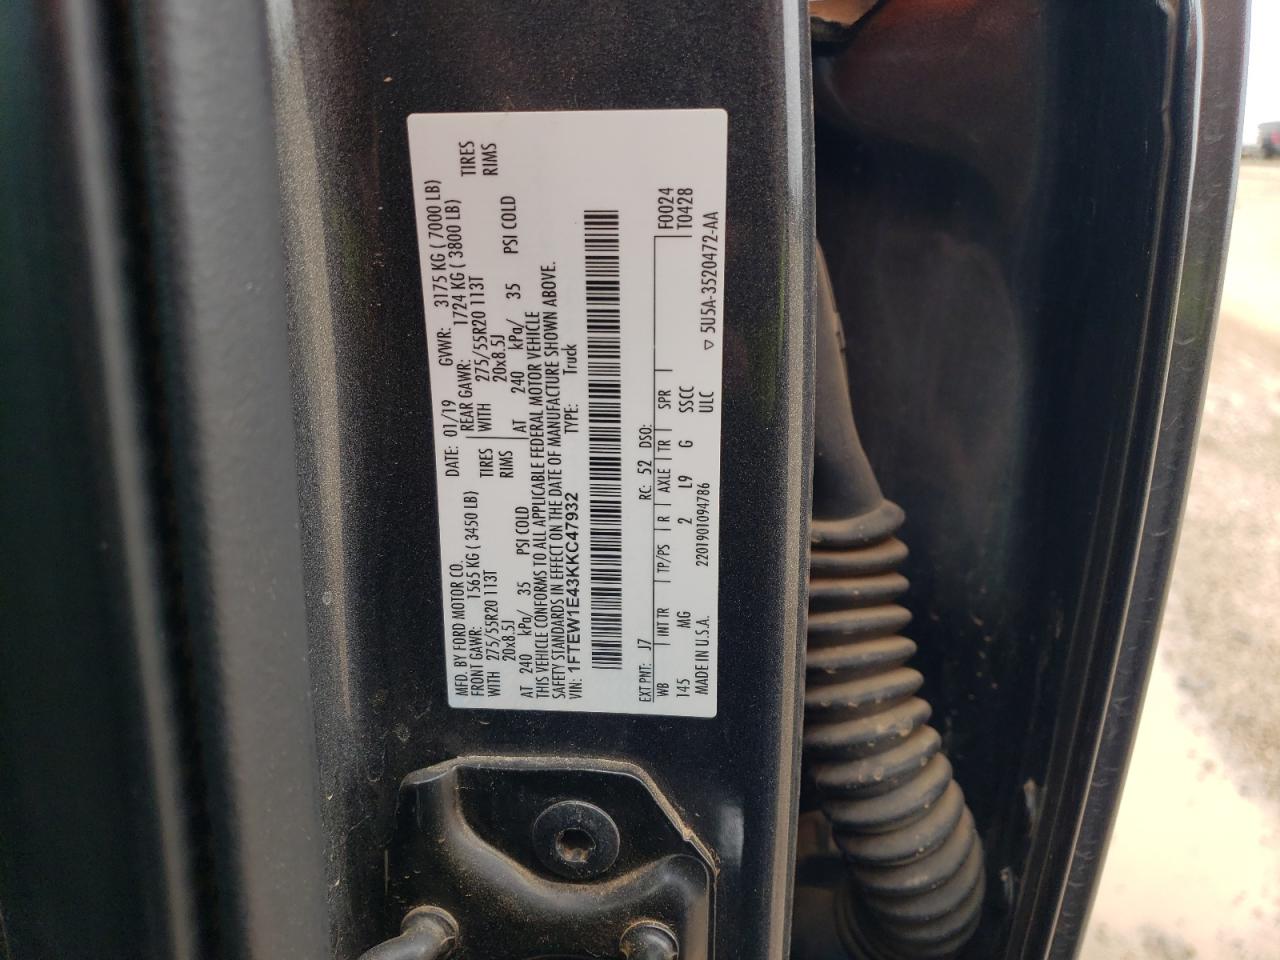 MFD. BY FORD MOTOR CO. DATE: 01/19 GVWR: 3175 KG ( 7000 LB)
FRONT GAWR: 1565 KG ( 3450 LB) REAR GAWR: 1724 KG ( 3800 LB)
WITH 275/55R20 113T TIRES WITH 275/55R20 113T TIRES
20x8.5J RIMS 20x8.5J RIMS
AT 240 kPa/ 35 PSI COLD AT 240 kPa/ 35 PSI COLD
THIS VEHICLE CONFORMS TO ALL APPLICABLE FEDERAL MOTOR VEHICLE
SAFETY STANDARDS IN EFFECT ON THE DATE OF MANUFACTURE SHOWN ABOVE.
VIN: 1FTEW1E43KKC47932 TYPE: Truck
EXT PNT: J7 RC: 52 DSO:
WB INT TR TP/PS R AXLE TR SPR F0024
145 MG 2 L9 G SSCC T0428
MADE IN U.S.A. 2201901094786 ULC ▽ 5U5A-3520472-AA